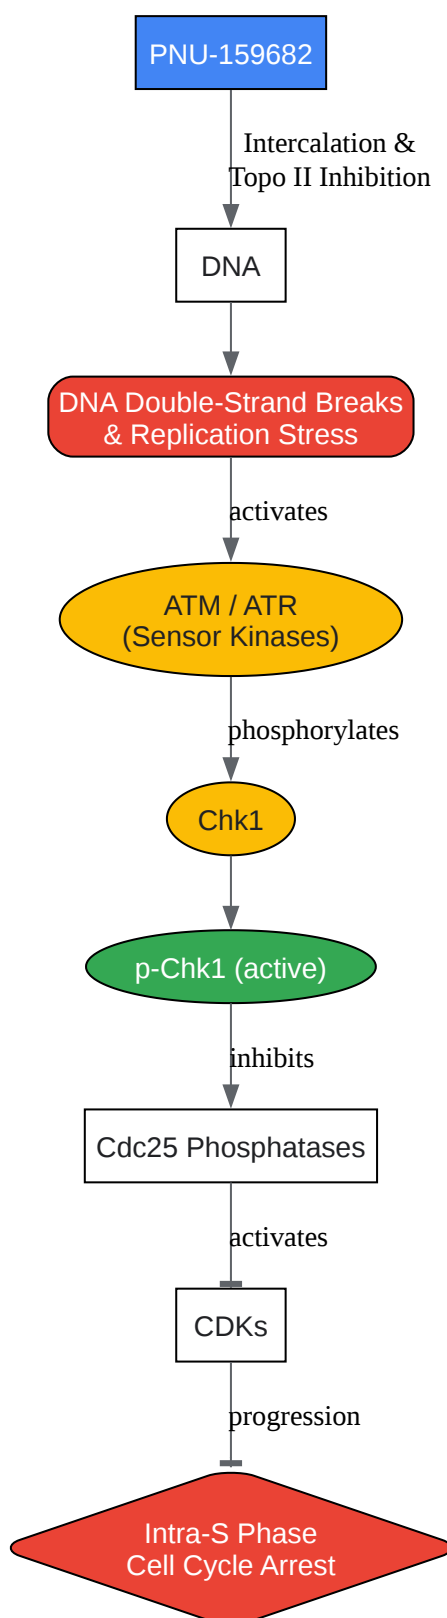 PNU-159682
Intercalation &
Topo II Inhibition
DNA
DNA Double-Strand Breaks
& Replication Stress
activates
ATM / ATR
(Sensor Kinases)
phosphorylates
Chk1
p-Chk1 (active)
inhibits
Cdc25 Phosphatases
activates
CDKs
progression
Intra-S Phase
Cell Cycle Arrest